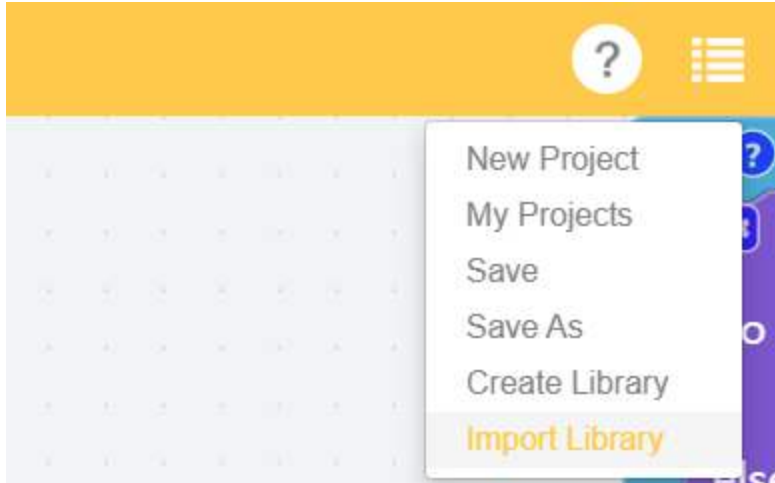 ?
New Project
?
My Projects
Save
Save As
Create Library
Import Library